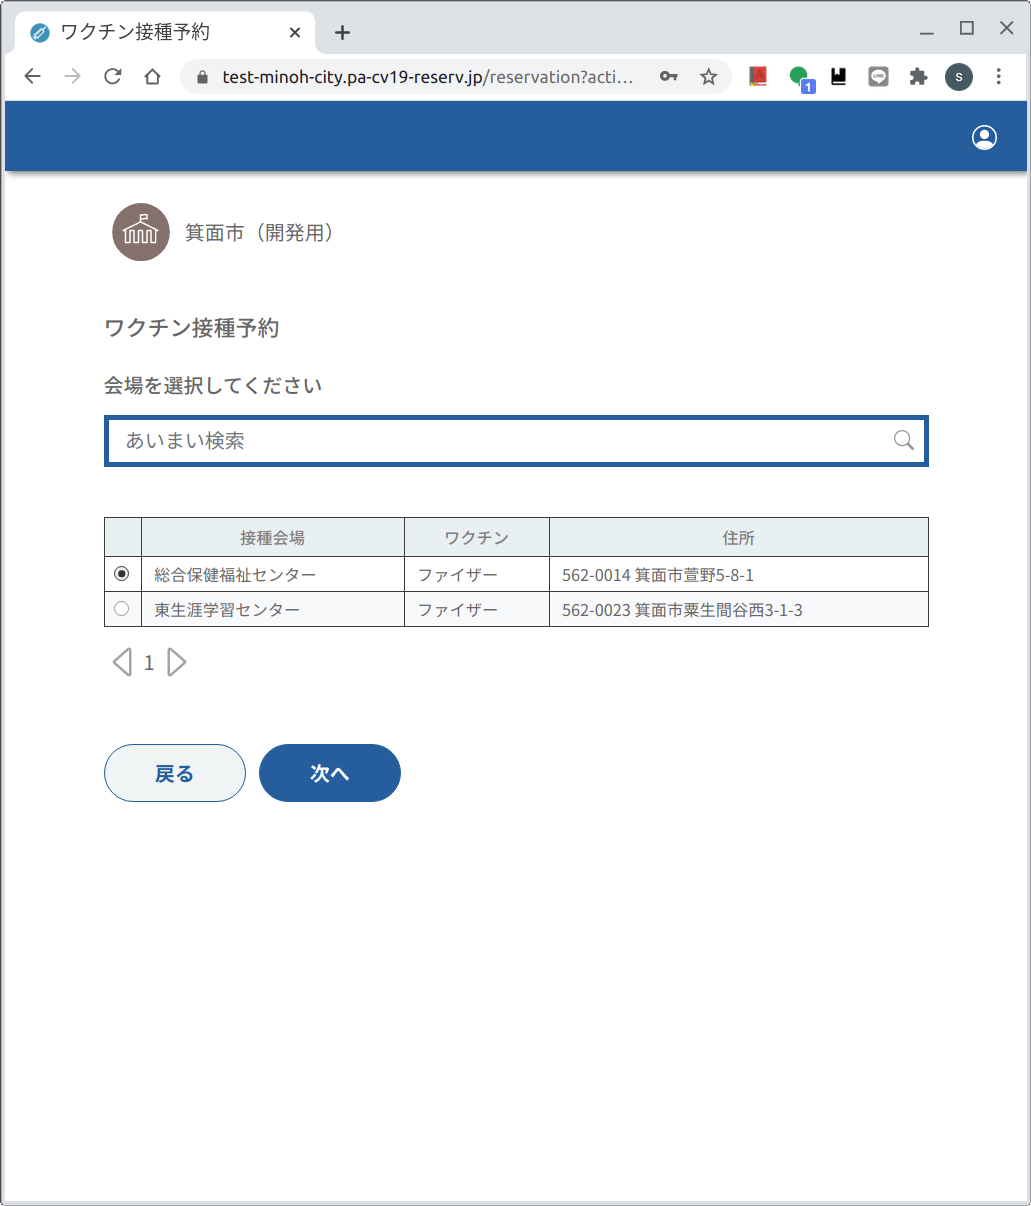 ワクチン接種予約
test-minoh-city.pa-cv19-reserv.jp/reservation?acti...
1
S
箕面市（開発用）
ワクチン接種予約
会場を選択してください
あいまい検索
接種会場 ワクチン 住所
総合保健福祉センター ファイザー 562-0014 箕面市萱野5-8-1
東生涯学習センター ファイザー 562-0023 箕面市粟生間谷西3-1-3
1
戻る 次へ